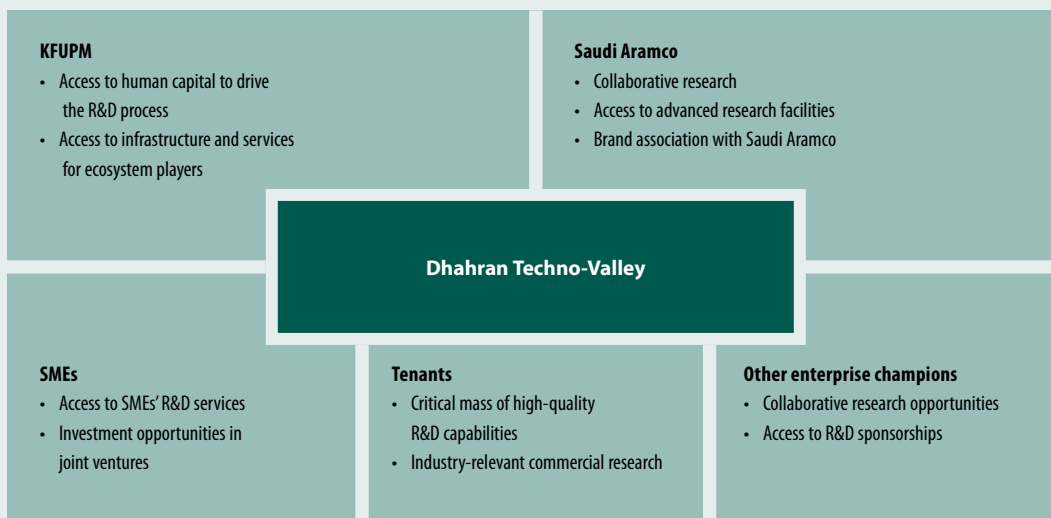 KFUPM
• Access to human capital to drive
the R&D process
• Access to infrastructure and services
for ecosystem players
Saudi Aramco
• Collaborative research
• Access to advanced research facilities
• Brand association with Saudi Aramco
Dhahran Techno-Valley
SMEs
• Access to SMEs’ R&D services
• Investment opportunities in
joint ventures
Tenants
• Critical mass of high-quality
R&D capabilities
• Industry-relevant commercial research
Other enterprise champions
• Collaborative research opportunities
• Access to R&D sponsorships